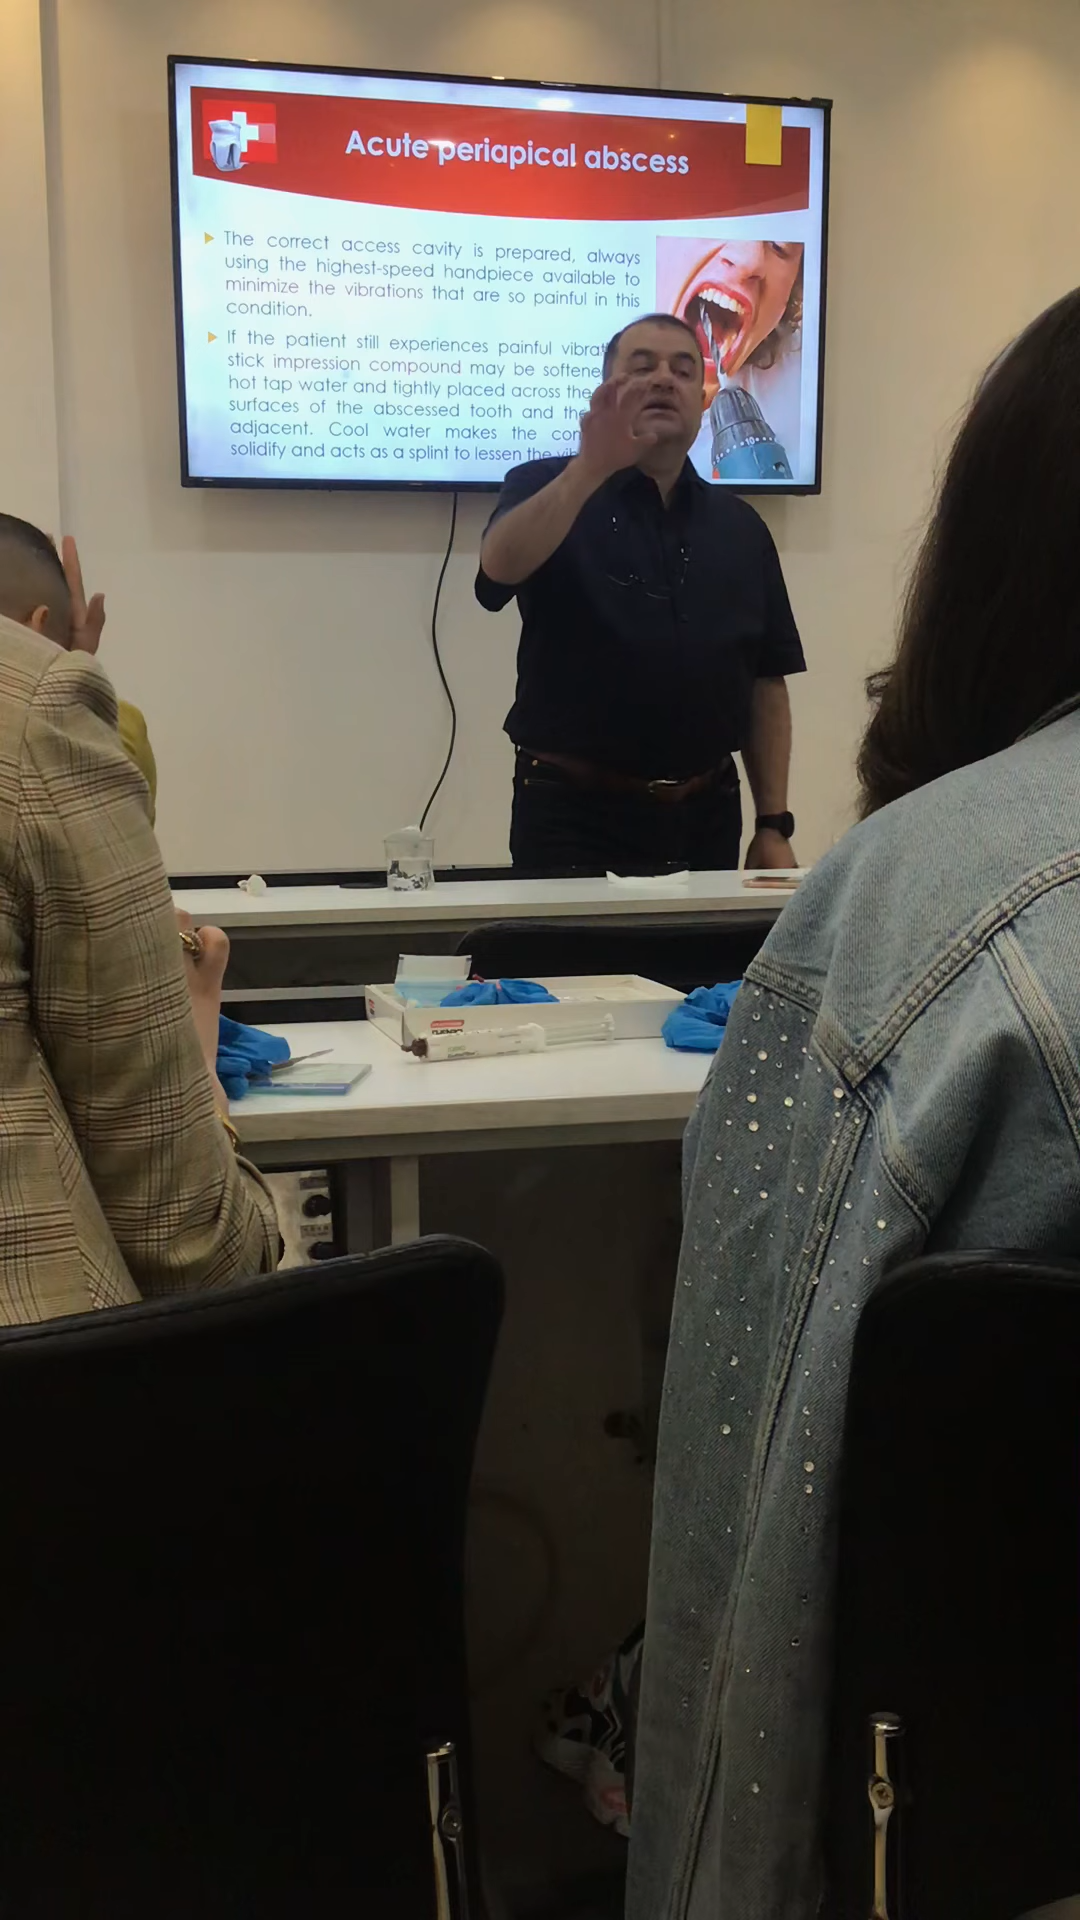 Acute periapical abscess
The correct access cavity is prepared, always
using the highest-speed handpiece available to
minimize the vibrations that are so painful in this
condition.
If the patient still experiences painful
stick impression compound may be
hot tap water and tightly placed across the
surfaces of the abscessed tooth and
adjacent. Cool water makes the
solidify and acts as a splint to lessen the
10